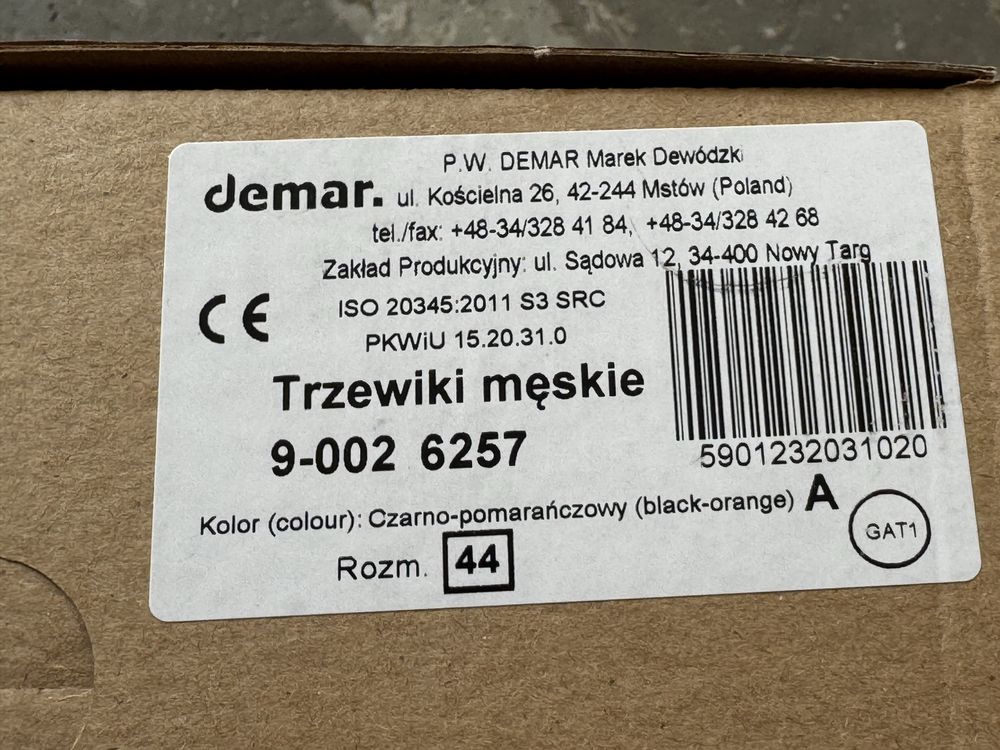 P.W. DEMAR Marek Dewódzki
demar.
ul. Kościelna 26, 42-244 Mstów (Poland)
tel./fax: +48-34/328 41 84, +48-34/328 42 68
Zakład Produkcyjny: ul. Sądowa 12, 34-400 Nowy Targ
CE
ISO 20345:2011 S3 SRC
PKWiU 15.20.31.0
Trzewiki męskie
9-002 6257
5901232031020
Kolor (colour): Czarno-pomarańczowy (black-orange) A
GAT1
Rozm. 44